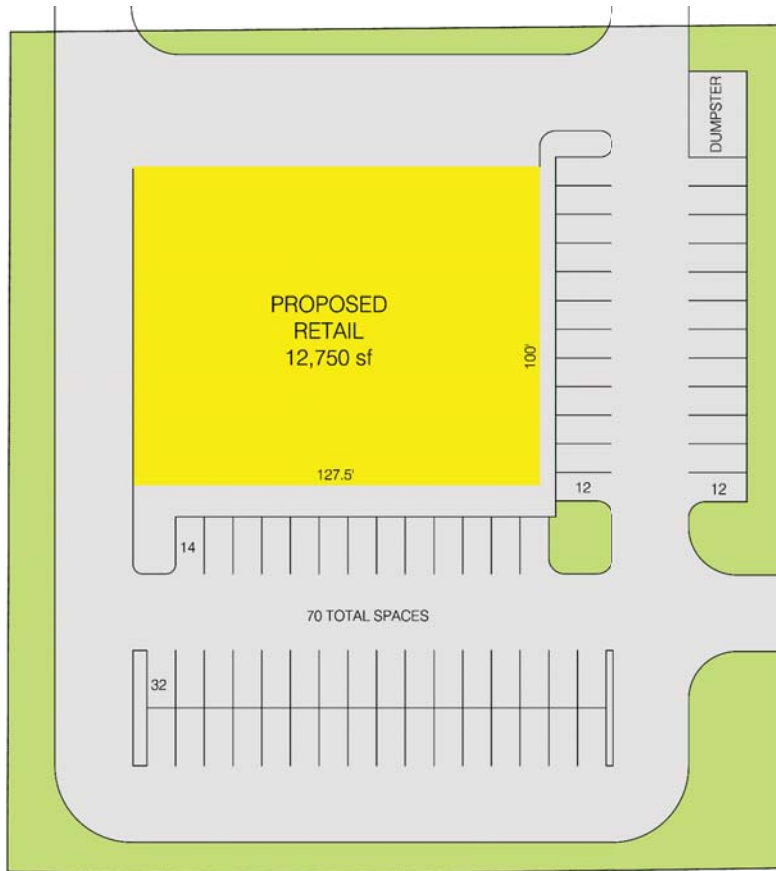 DUMPSTER
PROPOSED
RETAIL
12,750 sf
100'
127.5'
12
12
14
70 TOTAL SPACES
32